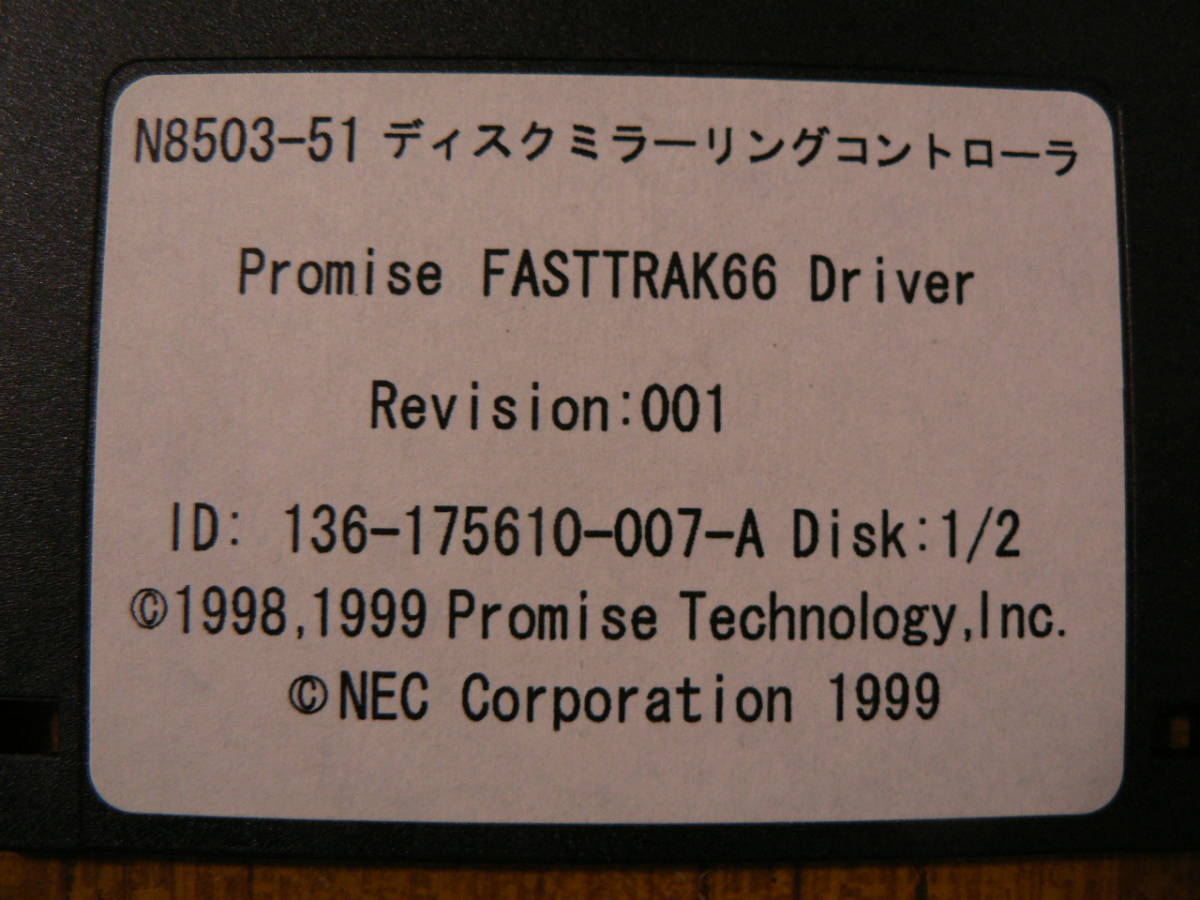 N8503-51 ディスクミラーリングコントローラ
Promise FASTTRAK66 Driver
Revision:001
ID: 136-175610-007-A Disk:1/2
©1998,1999 Promise Technology,Inc.
©NEC Corporation 1999